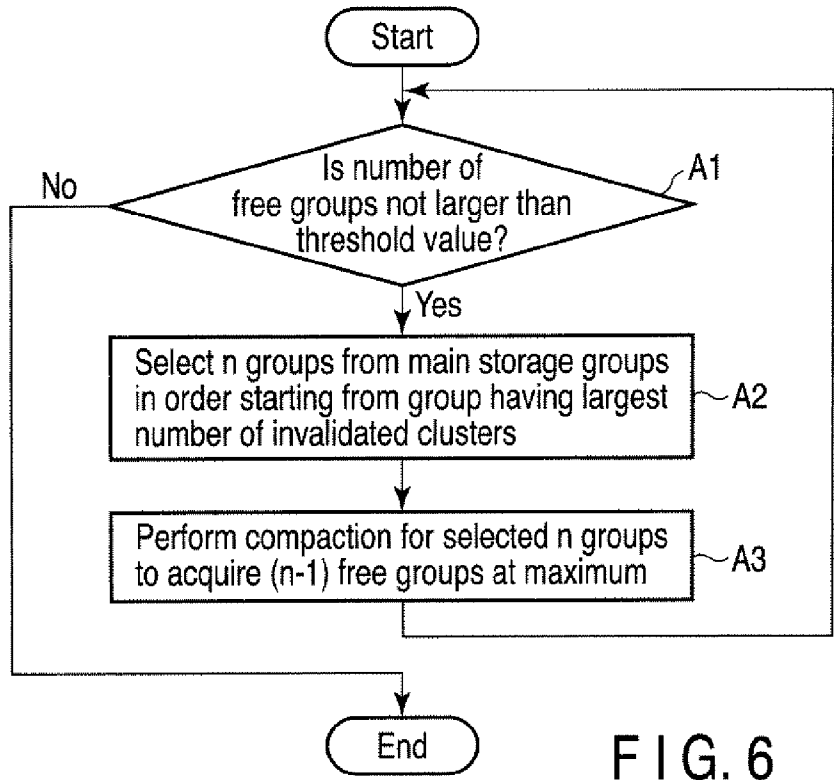 Start
Is number of
free groups not larger than
threshold value?
A1
No
Yes
Select n groups from main storage groups
in order starting from group having largest
number of invalidated clusters
A2
Perform compaction for selected n groups
to acquire (n-1) free groups at maximum
A3
End
FIG. 6